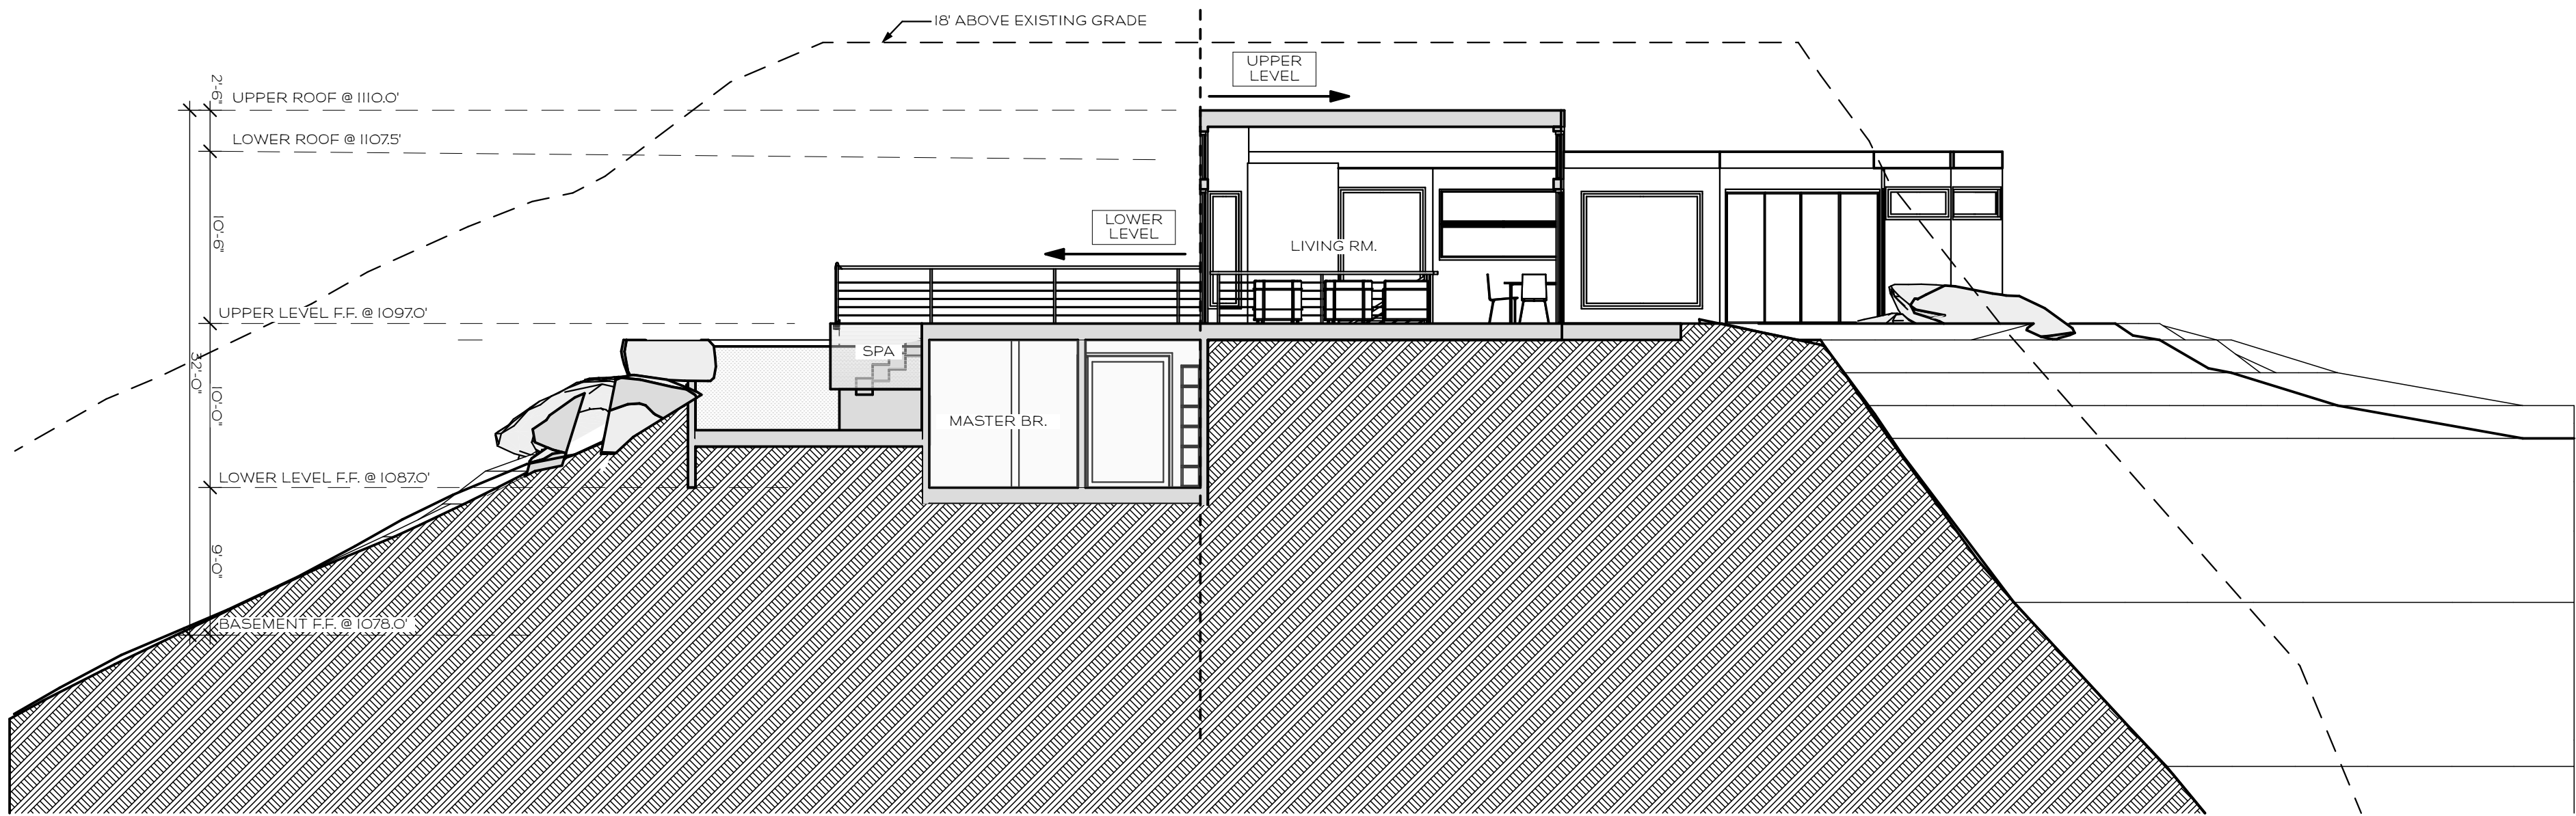 18' ABOVE EXISTING GRADE
UPPER
LEVEL
2'-6"
UPPER ROOF @ 1110.0'
LOWER ROOF @ 1107.5'
10'-6"
LOWER
LEVEL
LIVING RM.
UPPER LEVEL F.F. @ 1097.0'
SPA
32'-0"
10'-0"
MASTER BR.
LOWER LEVEL F.F. @ 1087.0'
9'-0"
BASEMENT F.F. @ 1078.0'